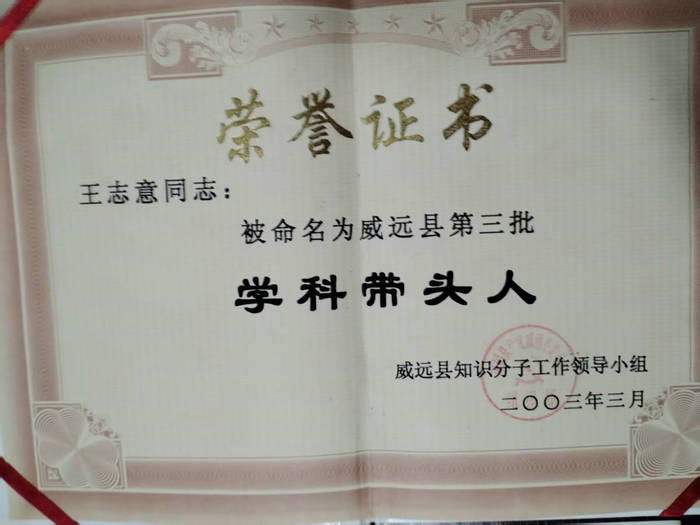 荣誉证书
王志意同志：
被命名为威远县第三批
学科带头人
威远县知识分子工作领导小组
二〇〇三年三月